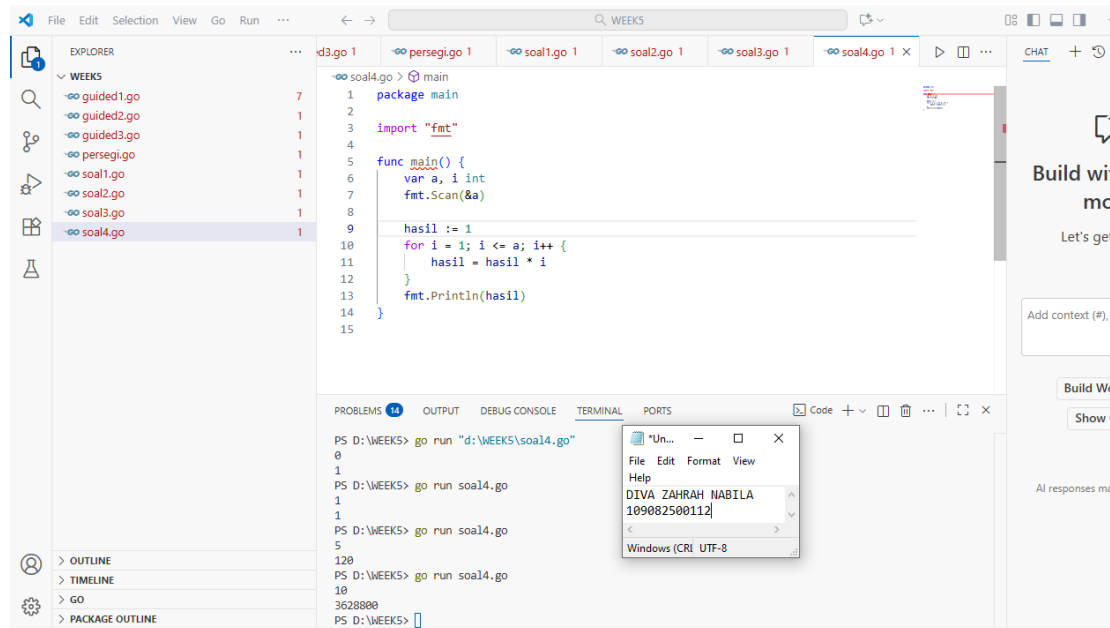 File Edit Selection View Go Run ··· WEEK5
EXPLORER ···
WEEK5
guided1.go 7
guided2.go 1
guided3.go 1
persegi.go 1
soal1.go 1
soal2.go 1
soal3.go 1
soal4.go 1
OUTLINE
TIMELINE
GO
PACKAGE OUTLINE
1
ed3.go 1 persegi.go 1 soal1.go 1 soal2.go 1 soal3.go 1 soal4.go 1
soal4.go > main
1 package main
2
3 import "fmt"
4
5 func main() {
6 var a, i int
7 fmt.Scan(&a)
8
9 hasil := 1
10 for i = 1; i <= a; i++ {
11 hasil = hasil * i
12 }
13 fmt.Println(hasil)
14 }
15
PROBLEMS 14 OUTPUT DEBUG CONSOLE TERMINAL PORTS Code
PS D:\WEEK5> go run "d:\WEEK5\soal4.go"
0
1
PS D:\WEEK5> go run soal4.go
1
1
PS D:\WEEK5> go run soal4.go
5
120
PS D:\WEEK5> go run soal4.go
10
3628800
PS D:\WEEK5>
*Un...
File Edit Format View
Help
DIVA ZAHRAH NABILA
109082500112
Windows (CRL UTF-8
CHAT
Build wi
mo
Let's get
Add context (#),
Build Wo
Show
AI responses ma